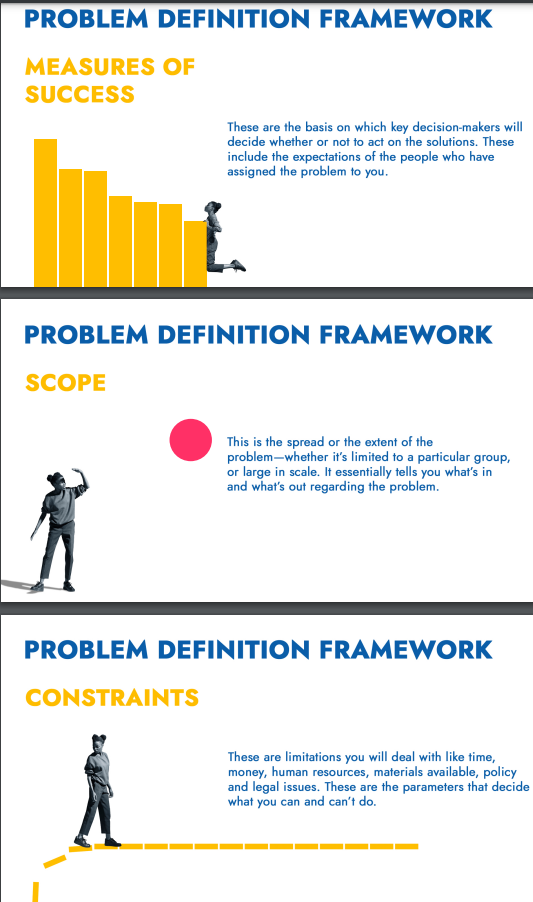 PROBLEM DEFINITION FRAMEWORK
MEASURES OF
SUCCESS
These are the basis on which key decision-makers will
decide whether or not to act on the solutions. These
include the expectations of the people who have
assigned the problem to you.
PROBLEM DEFINITION FRAMEWORK
SCOPE
This is the spread or the extent of the
problem—whether it's limited to a particular group,
or large in scale. It essentially tells you what's in
and what's out regarding the problem.
PROBLEM DEFINITION FRAMEWORK
CONSTRAINTS
These are limitations you will deal with like time,
money, human resources, materials available, policy
and legal issues. These are the parameters that decide
what you can and can't do.